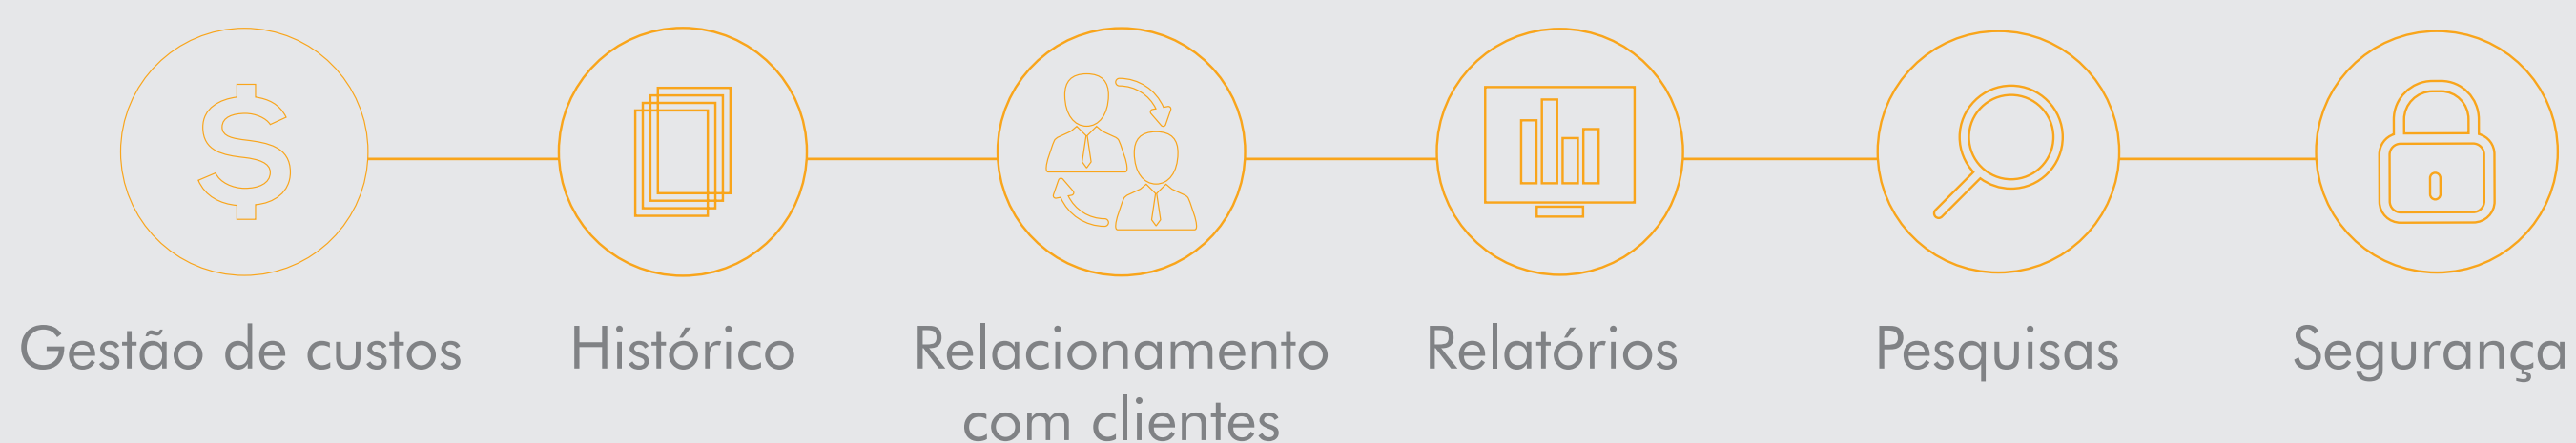 Gestão de custos
Histórico
Relacionamento
com clientes
Relatórios
Pesquisas
Segurança